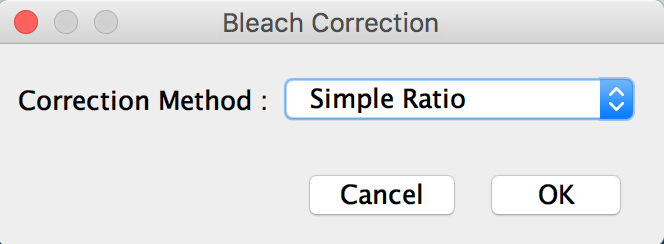 Bleach Correction
Correction Method :
Simple Ratio
Cancel
OK